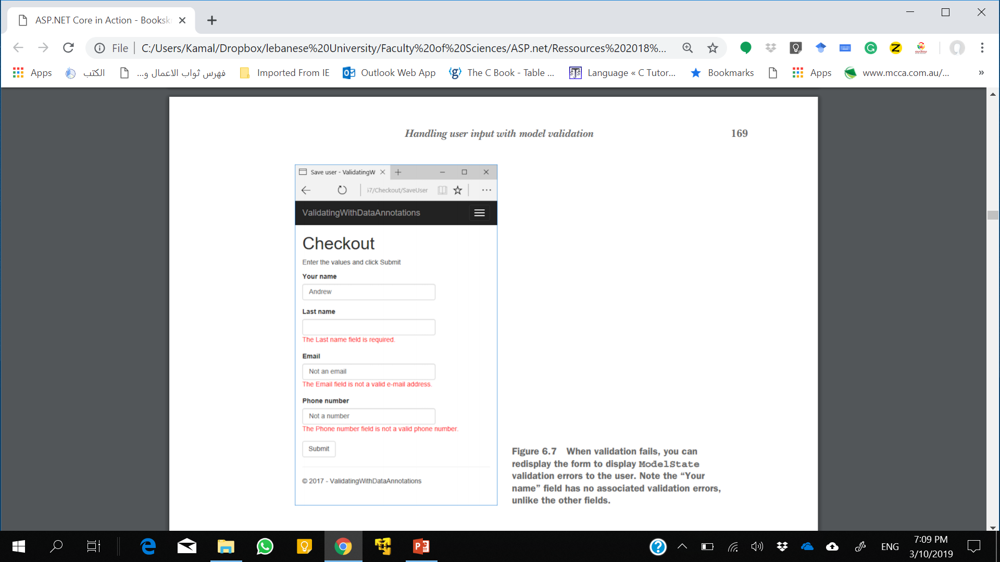 ASP.NET Core in Action - Booksk
File
C:/Users/Kamal/Dropbox/lebanese%20University/Faculty%20of%20Sciences/ASP.net/Ressources%202018%...
Apps
الكتب
فهرس ثواب الاعمال و...
Imported From IE
Outlook Web App
The C Book - Table ...
Language « C Tutor...
Bookmarks
Apps
www.mcca.com.au/...
»
Handling user input with model validation
169
Save user - ValidatingW
57/Checkout/SaveUser
ValidatingWithDataAnnotations
Checkout
Enter the values and click Submit
Your name
Andrew
Last name
The Last name field is required.
Email
Not an email
The Email field is not a valid e-mail address.
Phone number
Not a number
The Phone number field is not a valid phone number.
Submit
© 2017 - ValidatingWithDataAnnotations
Figure 6.7 When validation fails, you can
redisplay the form to display ModelState
validation errors to the user. Note the “Your
name” field has no associated validation errors,
unlike the other fields.
ENG
7:09 PM
3/10/2019